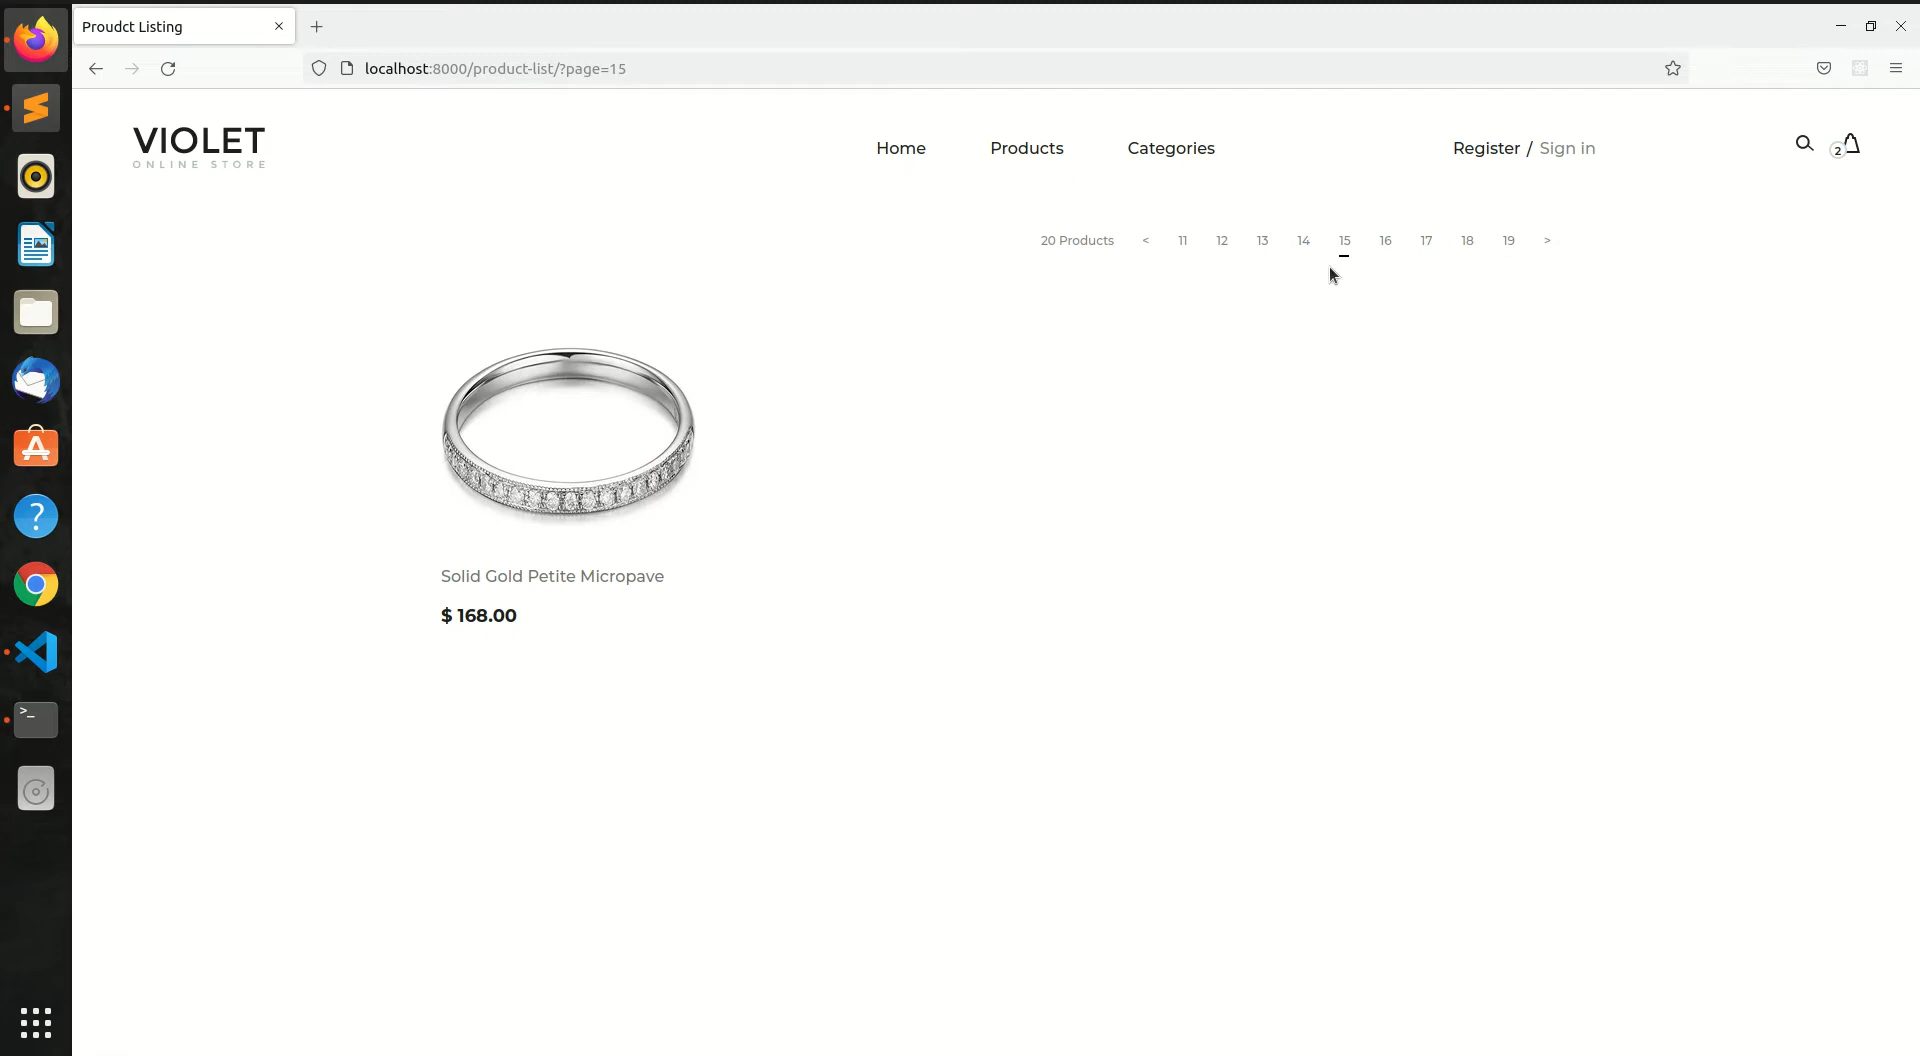 Proudct Listing
localhost:8000/product-list/?page=15
VIOLET
ONLINE STORE
Home Products Categories Register / Sign in 2
20 Products < 11 12 13 14 15 16 17 18 19 >
Solid Gold Petite Micropave
$ 168.00